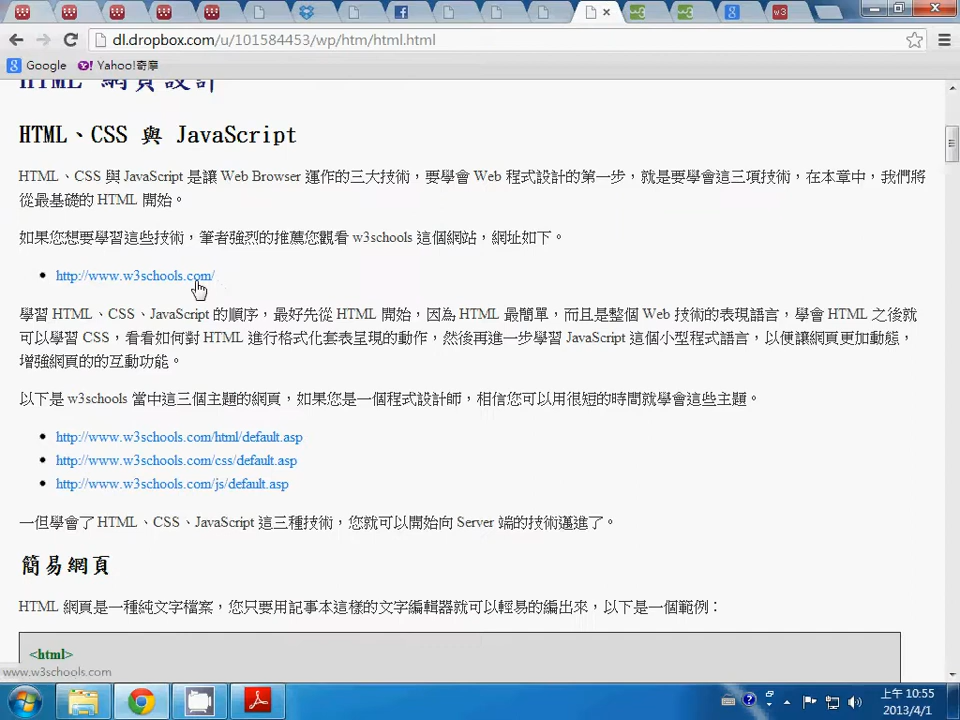 dl.dropbox.com/u/101584453/wp/htm/html.html
Google Yahoo!奇摩
HTML 網頁設計
HTML、CSS 與 JavaScript
HTML、CSS 與 JavaScript 是讓 Web Browser 運作的三大技術，要學會 Web 程式設計的第一步，就是要學會這三項技術，在本章中，我們將
從最基礎的 HTML 開始。
如果您想要學習這些技術，筆者強烈的推薦您觀看 w3schools 這個網站，網址如下。
http://www.w3schools.com/
學習 HTML、CSS、JavaScript 的順序，最好先從 HTML 開始，因為 HTML 最簡單，而且是整個 Web 技術的表現語言，學會 HTML 之後就
可以學習 CSS，看看如何對 HTML 進行格式化套表呈現的動作，然後再進一步學習 JavaScript 這個小型程式語言，以便讓網頁更加動態，
增強網頁的的互動功能。
以下是 w3schools 當中這三個主題的網頁，如果您是一個程式設計師，相信您可以用很短的時間就學會這些主題。
http://www.w3schools.com/html/default.asp
http://www.w3schools.com/css/default.asp
http://www.w3schools.com/js/default.asp
一但學會了 HTML、CSS、JavaScript 這三種技術，您就可以開始向 Server 端的技術邁進了。
簡易網頁
HTML 網頁是一種純文字檔案，您只要用記事本這樣的文字編輯器就可以輕易的編出來，以下是一個範例：
<html>
www.w3schools.com
上午 10:55
2013/4/1